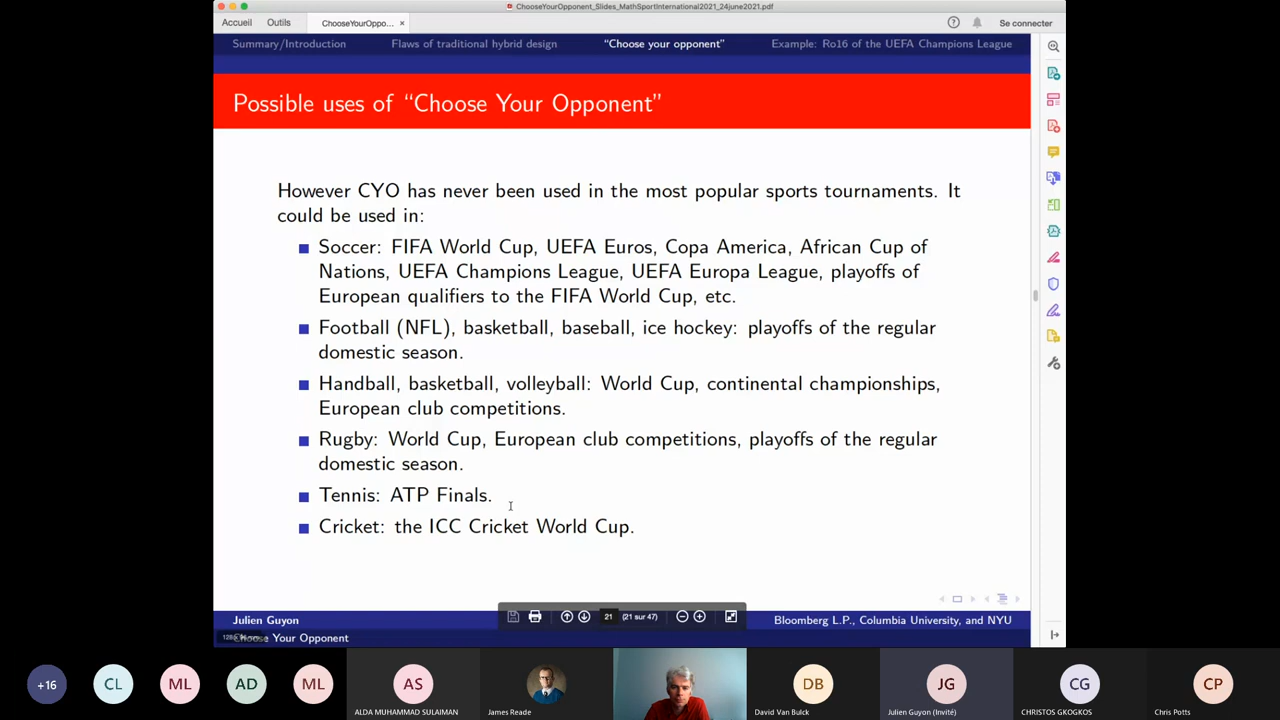 ChooseYourOpponent_Slides_MathSportInternational2021_24june2021.pdf
Accueil Outils ChooseYourOppo... × Se connecter
Summary/Introduction Flaws of traditional hybrid design "Choose your opponent" Example: Ro16 of the UEFA Champions League
Possible uses of “Choose Your Opponent”
However CYO has never been used in the most popular sports tournaments. It
could be used in:
Soccer: FIFA World Cup, UEFA Euros, Copa America, African Cup of
Nations, UEFA Champions League, UEFA Europa League, playoffs of
European qualifiers to the FIFA World Cup, etc.
Football (NFL), basketball, baseball, ice hockey: playoffs of the regular
domestic season.
Handball, basketball, volleyball: World Cup, continental championships,
European club competitions.
Rugby: World Cup, European club competitions, playoffs of the regular
domestic season.
Tennis: ATP Finals.
Cricket: the ICC Cricket World Cup.
Julien Guyon 21 (21 sur 47) Bloomberg L.P., Columbia University, and NYU
Choose Your Opponent
+16 CL ML AD ML AS DB JG CG CP
ALDA MUHAMMAD SULAIMAN James Reade David Van Bulck Julien Guyon (Invité) CHRISTOS GKOGKOS Chris Potts